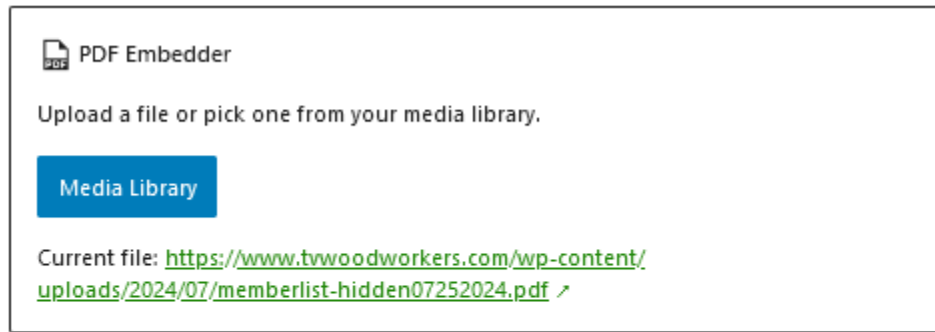 PDF Embedder
Upload a file or pick one from your media library.
Media Library
Current file: https://www.tvwoodworkers.com/wp-content/
uploads/2024/07/memberlist-hidden07252024.pdf ↗